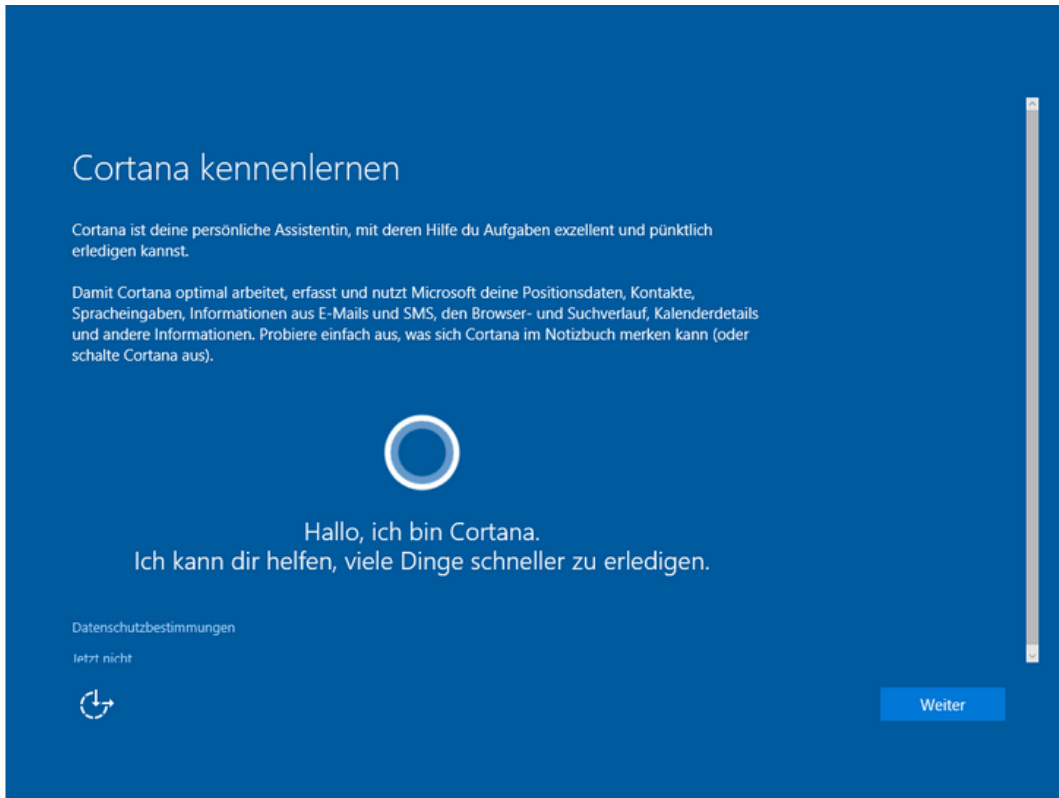 Cortana kennenlernen
Cortana ist deine persönliche Assistentin, mit deren Hilfe du Aufgaben exzellent und pünktlich
erledigen kannst.
Damit Cortana optimal arbeitet, erfasst und nutzt Microsoft deine Positionsdaten, Kontakte,
Spracheingaben, Informationen aus E-Mails und SMS, den Browser- und Suchverlauf, Kalenderdetails
und andere Informationen. Probiere einfach aus, was sich Cortana im Notizbuch merken kann (oder
schalte Cortana aus).
Hallo, ich bin Cortana.
Ich kann dir helfen, viele Dinge schneller zu erledigen.
Datenschutzbestimmungen
Jetzt nicht
Weiter